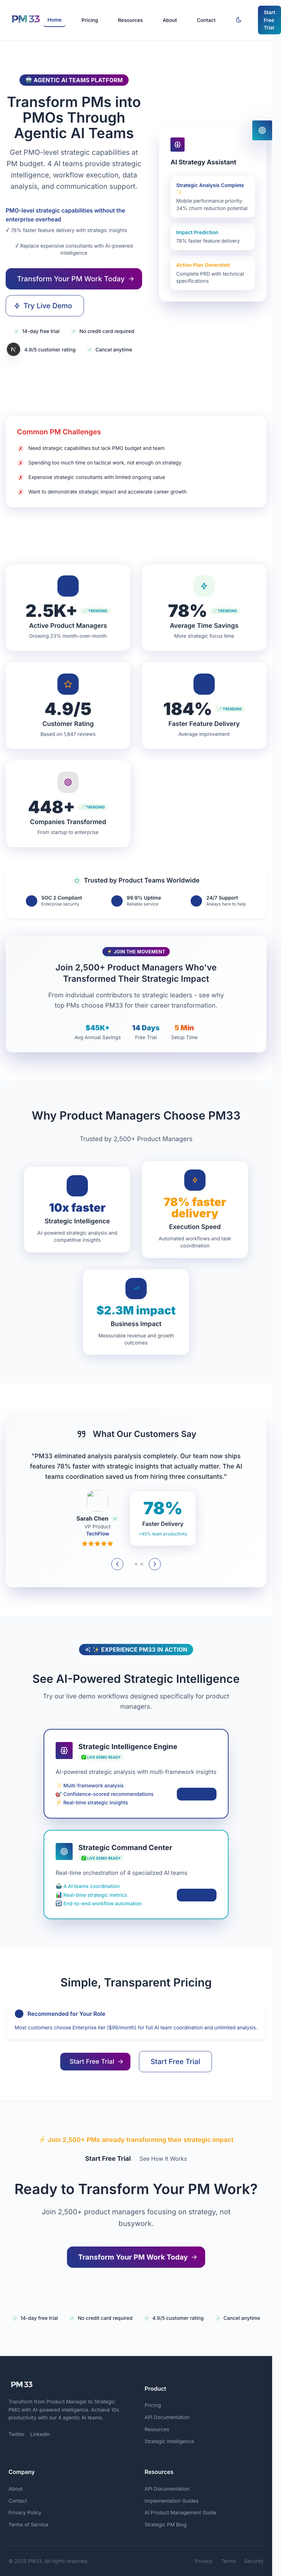 PM33
Home
Pricing
Resources
About
Contact
Start
Free
Trial
🤖 AGENTIC AI TEAMS PLATFORM
Transform PMs into
PMOs Through
Agentic AI Teams
Get PMO-level strategic capabilities at
PM budget. 4 AI teams provide strategic
intelligence, workflow execution, data
analysis, and communication support.
PMO-level strategic capabilities without the
enterprise overhead
✓ 78% faster feature delivery with strategic insights
✓ Replace expensive consultants with AI-powered
intelligence
Transform Your PM Work Today →
Try Live Demo
14-day free trial
No credit card required
N
4.9/5 customer rating
Cancel anytime
AI Strategy Assistant
Strategic Analysis Complete
✨
Mobile performance priority:
34% churn reduction potential
Impact Prediction
78% faster feature delivery
Action Plan Generated
Complete PRD with technical
specifications
Common PM Challenges
✗ Need strategic capabilities but lack PMO budget and team
✗ Spending too much time on tactical work, not enough on strategy
✗ Expensive strategic consultants with limited ongoing value
✗ Want to demonstrate strategic impact and accelerate career growth
2.5K+
TRENDING
Active Product Managers
Growing 23% month-over-month
78%
TRENDING
Average Time Savings
More strategic focus time
4.9/5
Customer Rating
Based on 1,847 reviews
184%
TRENDING
Faster Feature Delivery
Average improvement
448+
TRENDING
Companies Transformed
From startup to enterprise
Trusted by Product Teams Worldwide
SOC 2 Compliant
Enterprise security
99.9% Uptime
Reliable service
24/7 Support
Always here to help
JOIN THE MOVEMENT
Join 2,500+ Product Managers Who've
Transformed Their Strategic Impact
From individual contributors to strategic leaders - see why
top PMs choose PM33 for their career transformation.
$45K+
Avg Annual Savings
14 Days
Free Trial
5 Min
Setup Time
Why Product Managers Choose PM33
Trusted by 2,500+ Product Managers
10x faster
Strategic Intelligence
AI-powered strategic analysis and
competitive insights
78% faster
delivery
Execution Speed
Automated workflows and task
coordination
$2.3M impact
Business Impact
Measurable revenue and growth
outcomes
What Our Customers Say
"PM33 eliminated analysis paralysis completely. Our team now ships
features 78% faster with strategic insights that actually matter. The AI
teams coordination saved us from hiring three consultants."
Sarah Chen
VP Product
TechFlow
78%
Faster Delivery
+45% team productivity
✨ EXPERIENCE PM33 IN ACTION
See AI-Powered Strategic Intelligence
Try our live demo workflows designed specifically for product
managers.
Strategic Intelligence Engine
✅ LIVE DEMO READY
AI-powered strategic analysis with multi-framework insights
✨ Multi-framework analysis
🎯 Confidence-scored recommendations
⚡ Real-time strategic insights
Strategic Command Center
✅ LIVE DEMO READY
Real-time orchestration of 4 specialized AI teams
🤖 4 AI teams coordination
📊 Real-time strategic metrics
🔄 End-to-end workflow automation
Simple, Transparent Pricing
Recommended for Your Role
Most customers choose Enterprise tier ($99/month) for full AI team coordination and unlimited analysis.
Start Free Trial →
Start Free Trial
⚡ Join 2,500+ PMs already transforming their strategic impact
Start Free Trial
See How It Works
Ready to Transform Your PM Work?
Join 2,500+ product managers focusing on strategy, not
busywork.
Transform Your PM Work Today →
14-day free trial
No credit card required
4.9/5 customer rating
Cancel anytime
PM33
Transform from Product Manager to Strategic
PMO with AI-powered intelligence. Achieve 10x
productivity with our 4 agentic AI teams.
Twitter
LinkedIn
Product
Pricing
API Documentation
Resources
Strategic Intelligence
Company
About
Contact
Privacy Policy
Terms of Service
Resources
API Documentation
Implementation Guides
AI Product Management Guide
Strategic PM Blog
© 2025 PM33. All rights reserved.
Privacy
Terms
Security